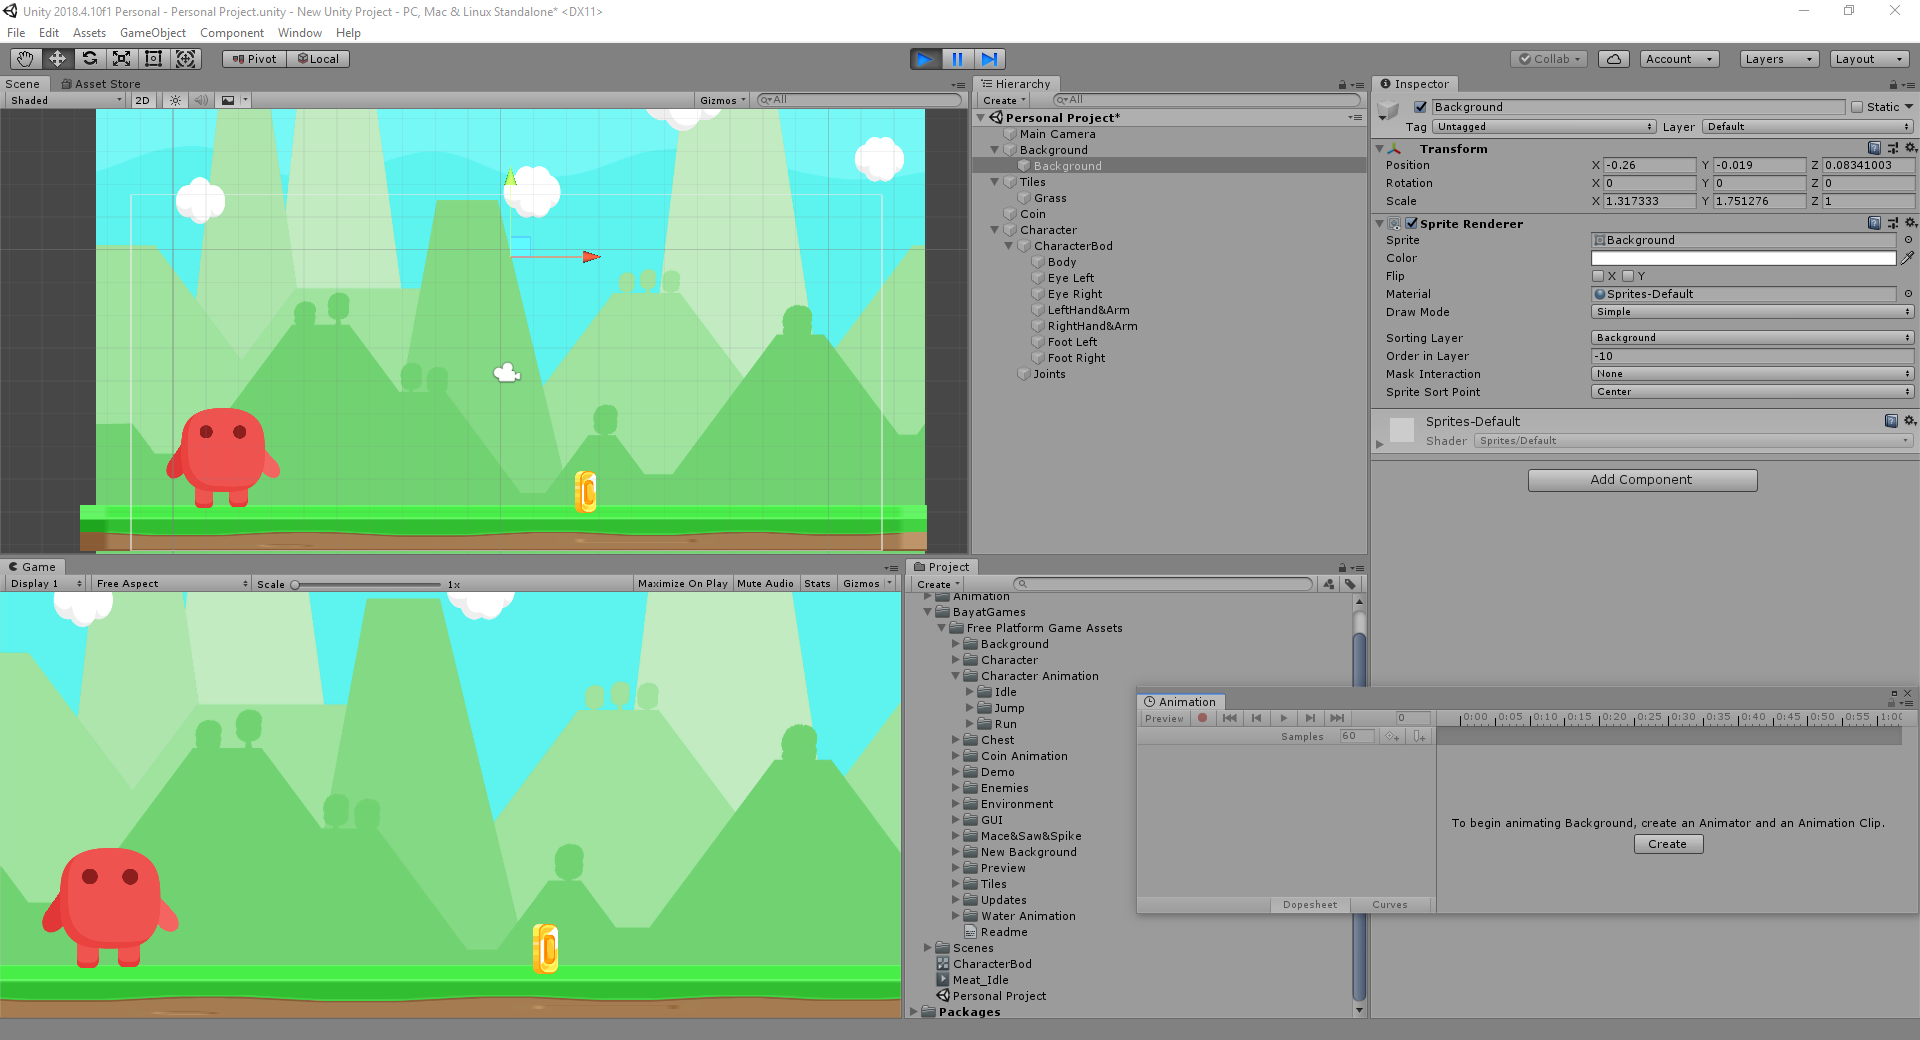 Unity 2018.4.10f1 Personal - Personal Project.unity - New Unity Project - PC, Mac & Linux Standalone* <DX11>
File Edit Assets GameObject Component Window Help
Pivot Local Collab Account Layers Layout
Scene Asset Store
Shaded 2D Gizmos All
Hierarchy
Create All
Personal Project*
Main Camera
Background
Background
Tiles
Grass
Coin
Character
CharacterBod
Body
Eye Left
Eye Right
LeftHand&Arm
RightHand&Arm
Foot Left
Foot Right
Joints
Inspector
Background Static
Tag Untagged Layer Default
Transform
Position X -0.26 Y -0.019 Z 0.08341003
Rotation X 0 Y 0 Z 0
Scale X 1.317333 Y 1.751276 Z 1
Sprite Renderer
Sprite Background
Color
Flip X Y
Material Sprites-Default
Draw Mode Simple
Sorting Layer Background
Order in Layer -10
Mask Interaction None
Sprite Sort Point Center
Sprites-Default
Shader Sprites/Default
Add Component
Game
Display 1 Free Aspect Scale 1x Maximize On Play Mute Audio Stats Gizmos
Project
Create
Animation
BayatGames
Free Platform Game Assets
Background
Character
Character Animation
Idle
Jump
Run
Chest
Coin Animation
Demo
Enemies
Environment
GUI
Mace&Saw&Spike
New Background
Preview
Tiles
Updates
Water Animation
Readme
Scenes
CharacterBod
Meat_Idle
Personal Project
Packages
Animation
Preview 0 0:00 0:05 0:10 0:15 0:20 0:25 0:30 0:35 0:40 0:45 0:50 0:55 1:00
Samples 60
To begin animating Background, create an Animator and an Animation Clip.
Create
Dopesheet Curves